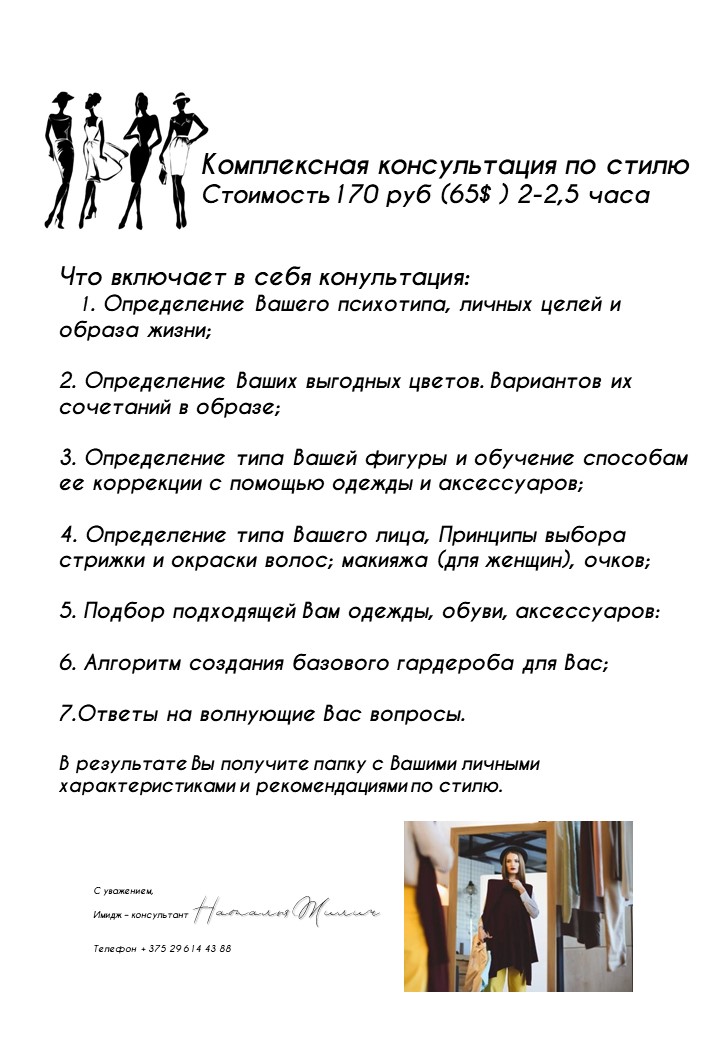 Комплексная консультация по стилю
Стоимость 170 руб (65$ ) 2-2,5 часа
Что включает в себя конультация:
1. Определение Вашего психотипа, личных целей и
образа жизни;
2. Определение Ваших выгодных цветов. Вариантов их
сочетаний в образе;
3. Определение типа Вашей фигуры и обучение способам
ее коррекции с помощью одежды и аксессуаров;
4. Определение типа Вашего лица, Принципы выбора
стрижки и окраски волос; макияжа (для женщин), очков;
5. Подбор подходящей Вам одежды, обуви, аксессуаров:
6. Алгоритм создания базового гардероба для Вас;
7.Ответы на волнующие Вас вопросы.
В результате Вы получите папку с Вашими личными
характеристиками и рекомендациями по стилю.
С уважением,
Имидж – консультант Наталья Милич
Телефон + 375 29 614 43 88